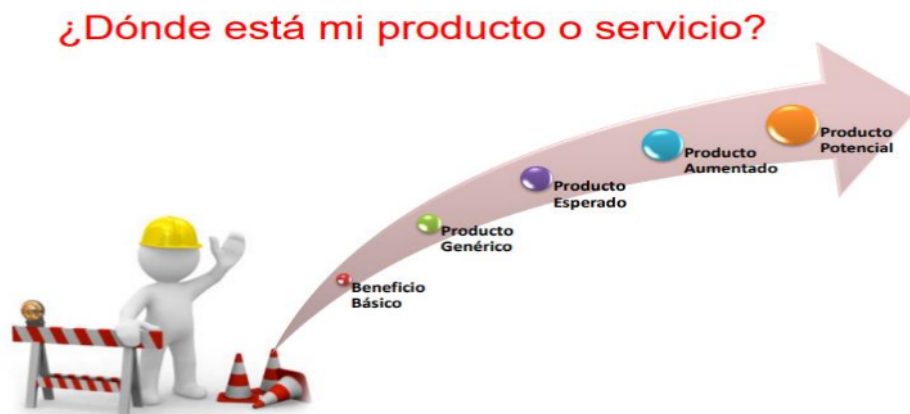 ¿Dónde está mi producto o servicio?
Producto
Potencial
Producto
Aumentado
Producto
Esperado
Producto
Genérico
Beneficio
Básico